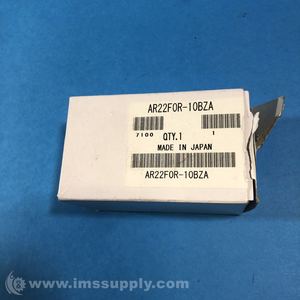 AR22F0R-10BZA
7100 QTY.1 1
MADE IN JAPAN
AR22F0R-10BZA
www.imssupply.com